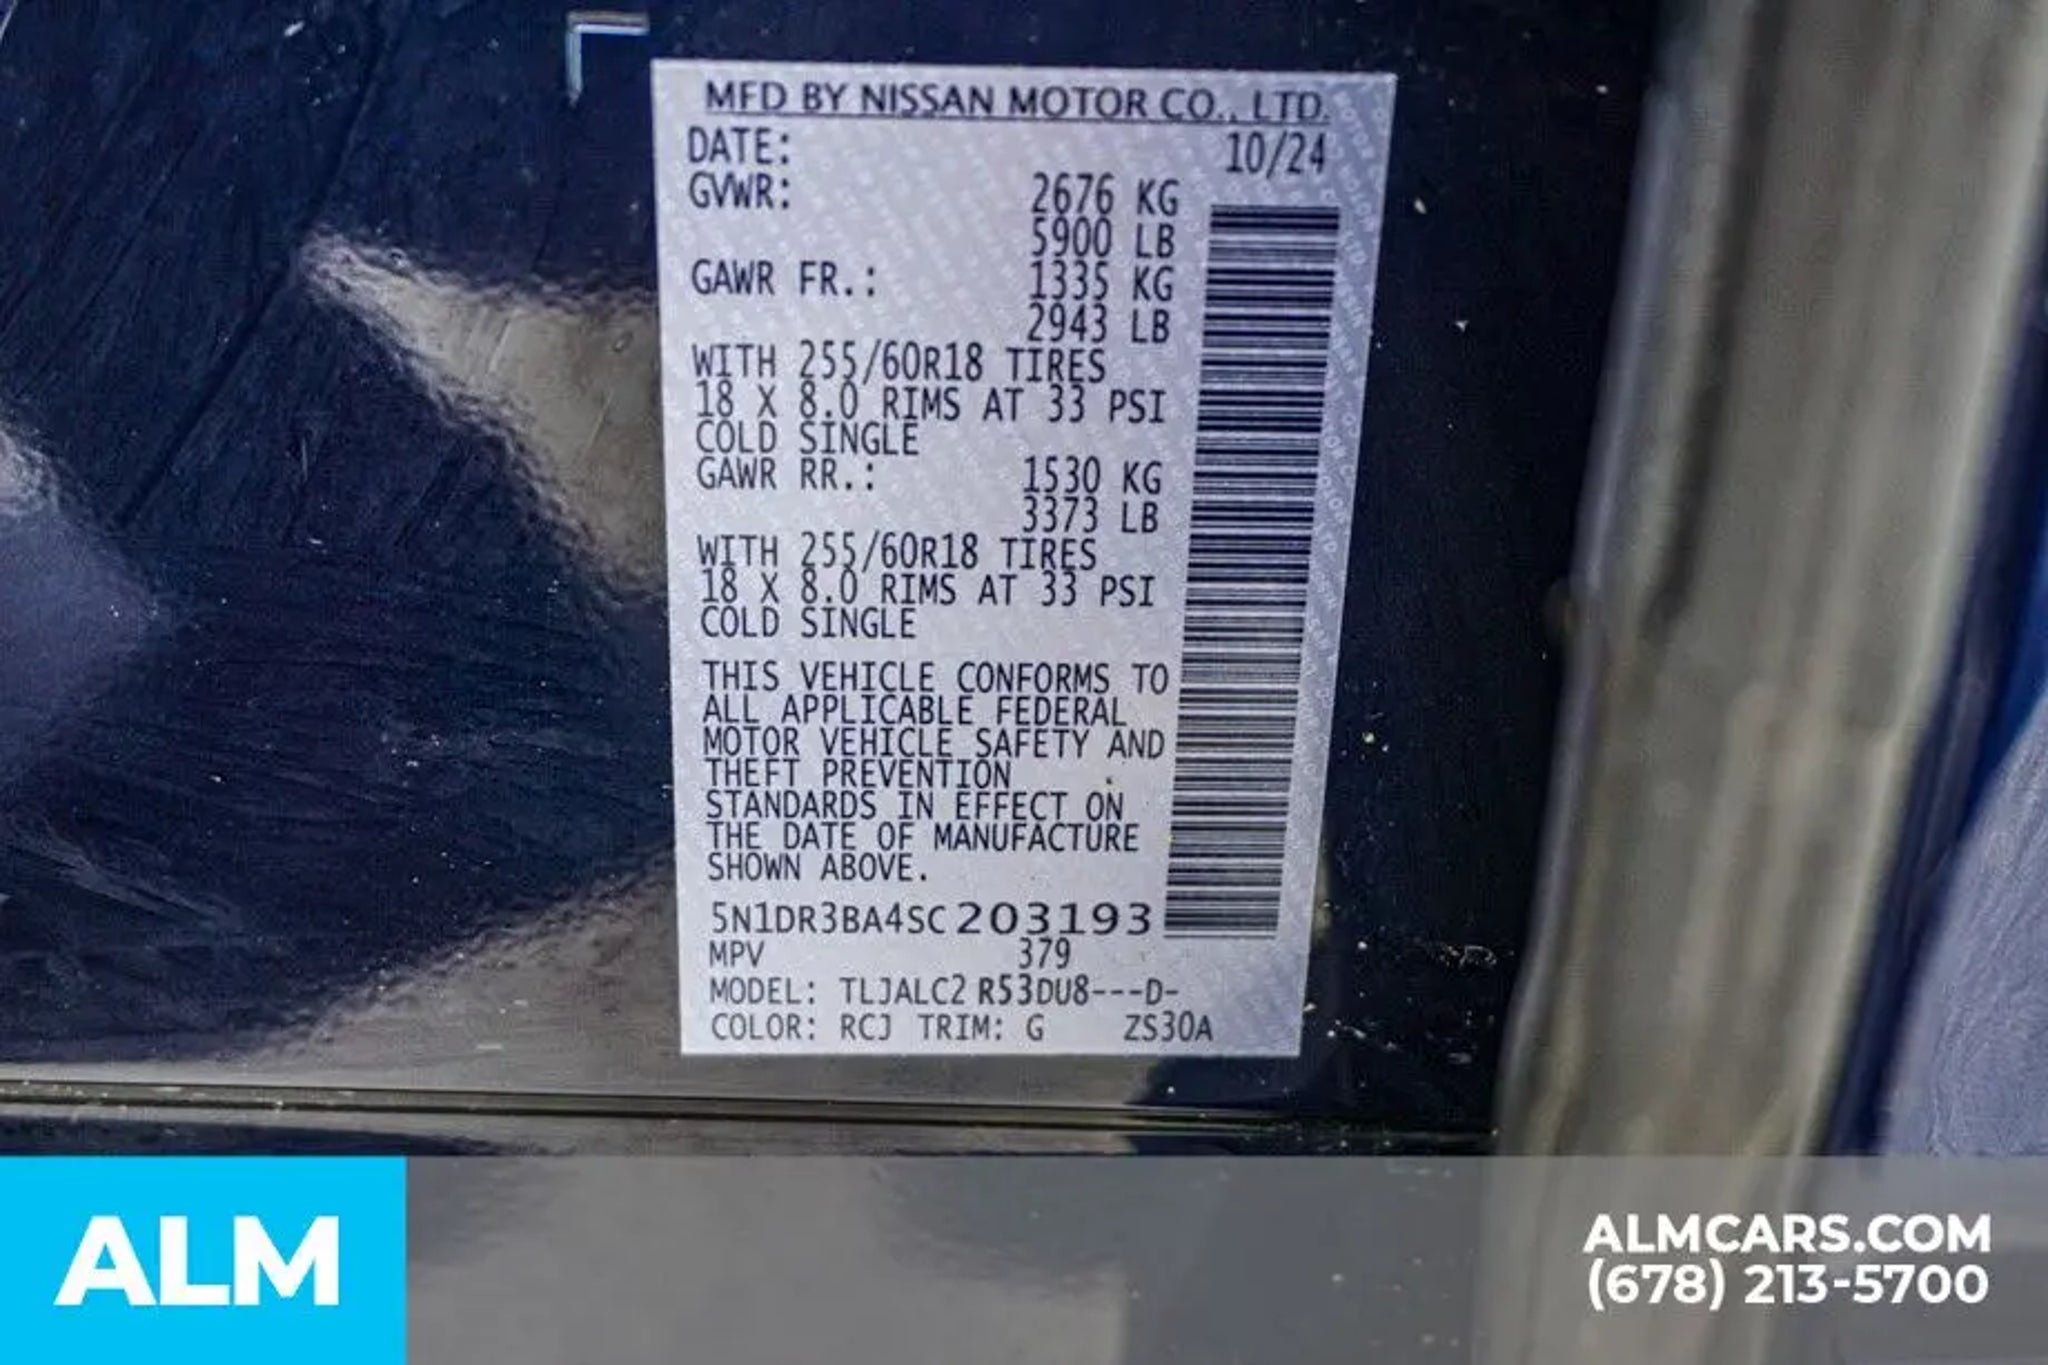 MFD BY NISSAN MOTOR CO., LTD.
DATE: 10/24
GVWR: 2676 KG
5900 LB
GAWR FR.: 1335 KG
2943 LB
WITH 255/60R18 TIRES
18 X 8.0 RIMS AT 33 PSI
COLD SINGLE
GAWR RR.: 1530 KG
3373 LB
WITH 255/60R18 TIRES
18 X 8.0 RIMS AT 33 PSI
COLD SINGLE
THIS VEHICLE CONFORMS TO
ALL APPLICABLE FEDERAL
MOTOR VEHICLE SAFETY AND
THEFT PREVENTION
STANDARDS IN EFFECT ON
THE DATE OF MANUFACTURE
SHOWN ABOVE.
5N1DR3BA4SC203193
MPV 379
MODEL: TLJALC2 R53DU8---D-
COLOR: RCJ TRIM: G ZS30A
ALM
ALMCARS.COM
(678) 213-5700